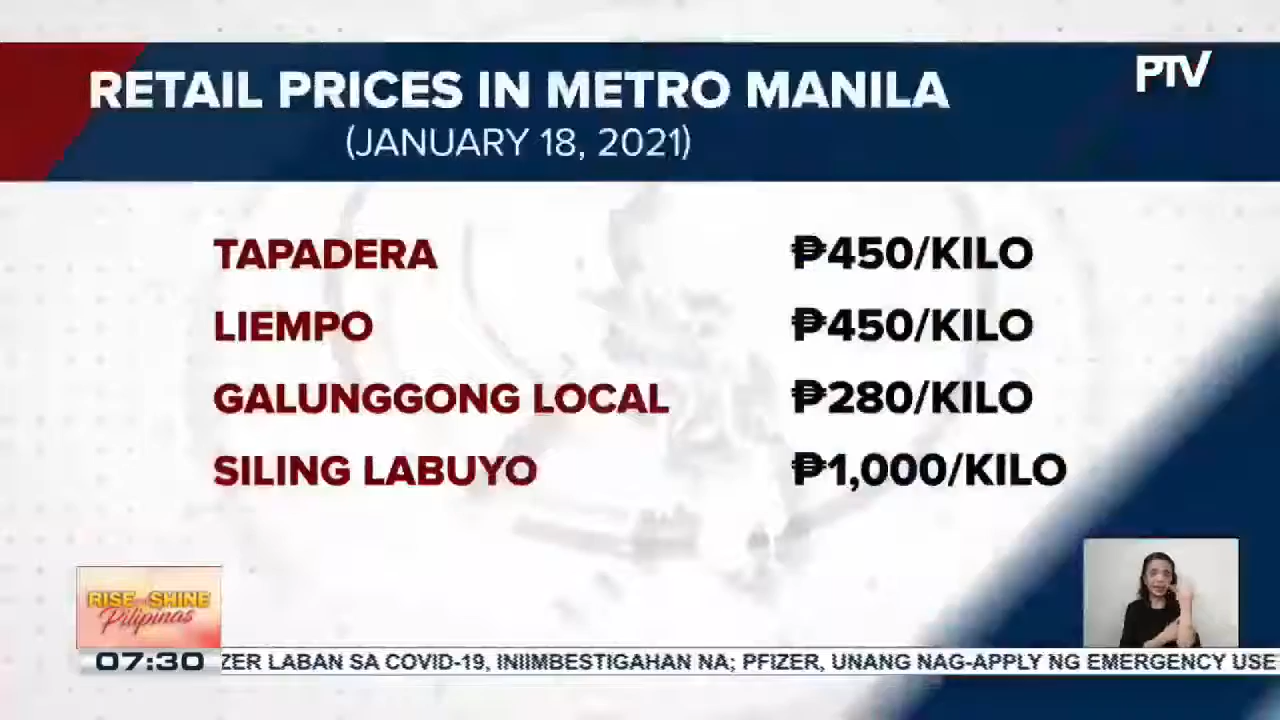 RETAIL PRICES IN METRO MANILA
PTV
(JANUARY 18, 2021)
TAPADERA ₱450/KILO
LIEMPO ₱450/KILO
GALUNGGONG LOCAL ₱280/KILO
SILING LABUYO ₱1,000/KILO
RISE and SHINE
Pilipinas
07:30 ZER LABAN SA COVID-19, INIIMBESTIGAHAN NA; PFIZER, UNANG NAG-APPLY NG EMERGENCY USE